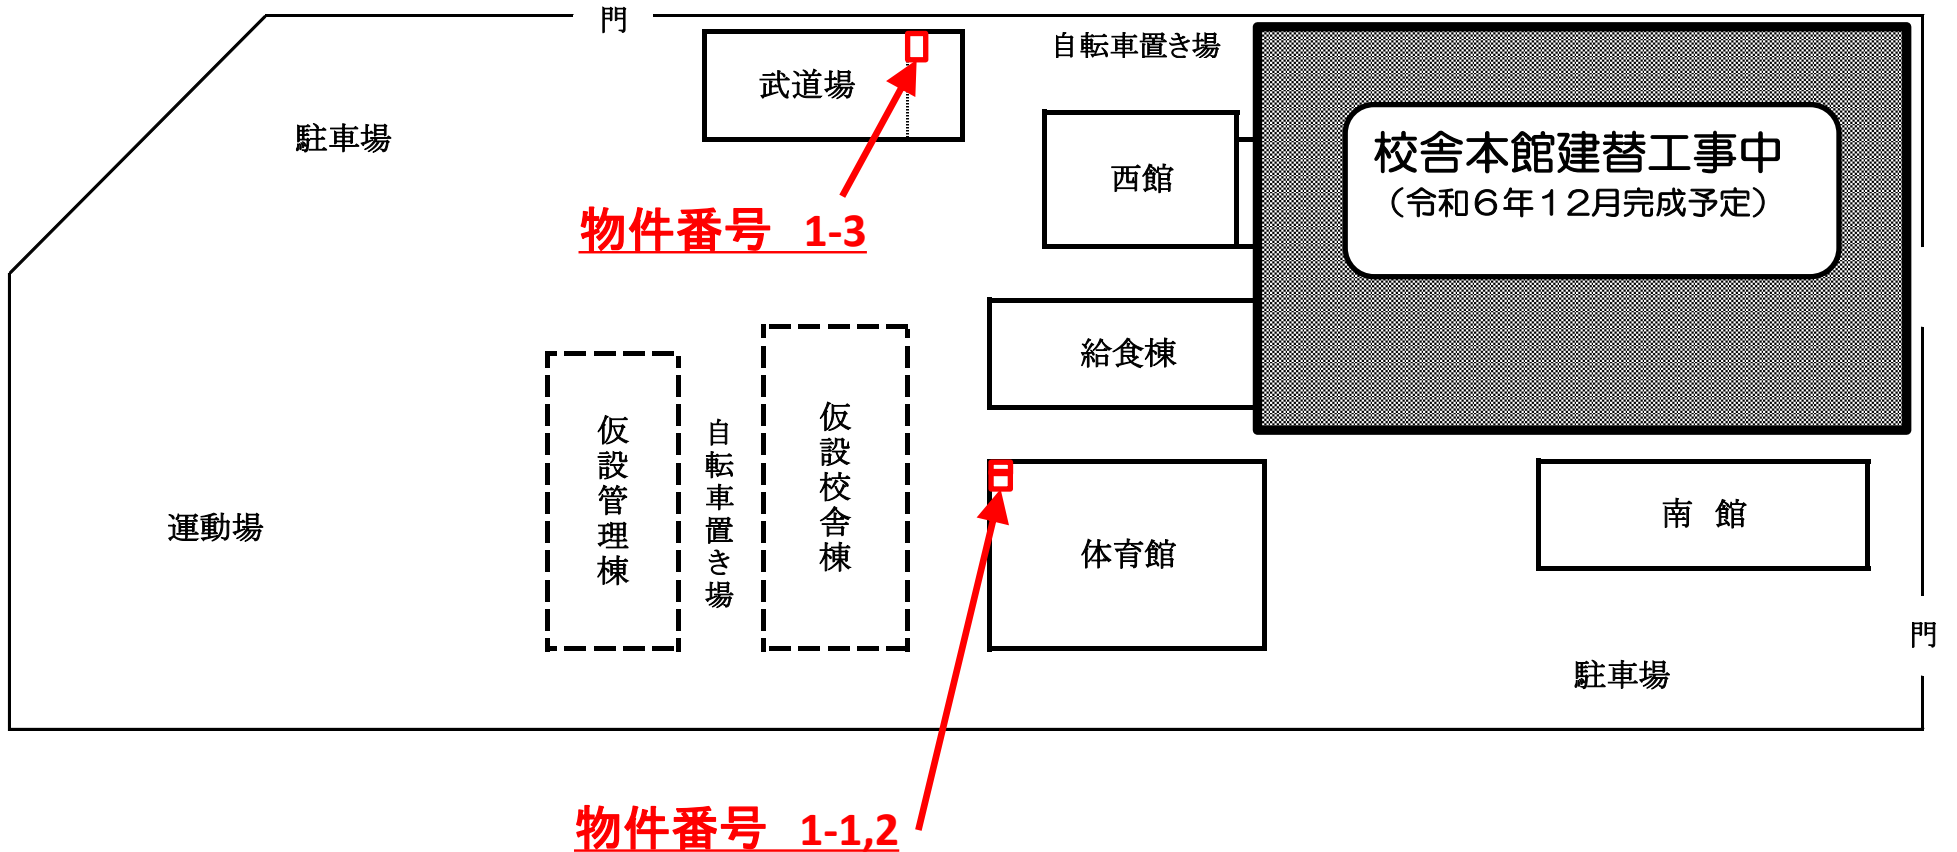 門
自転車置き場
武道場
駐車場
校舎本館建替工事中
（令和６年１２月完成予定）
西館
物件番号　1-3
給食棟
仮設管理棟
自転車置き場
仮設校舎棟
運動場
体育館
南　館
門
駐車場
物件番号　1-1,2